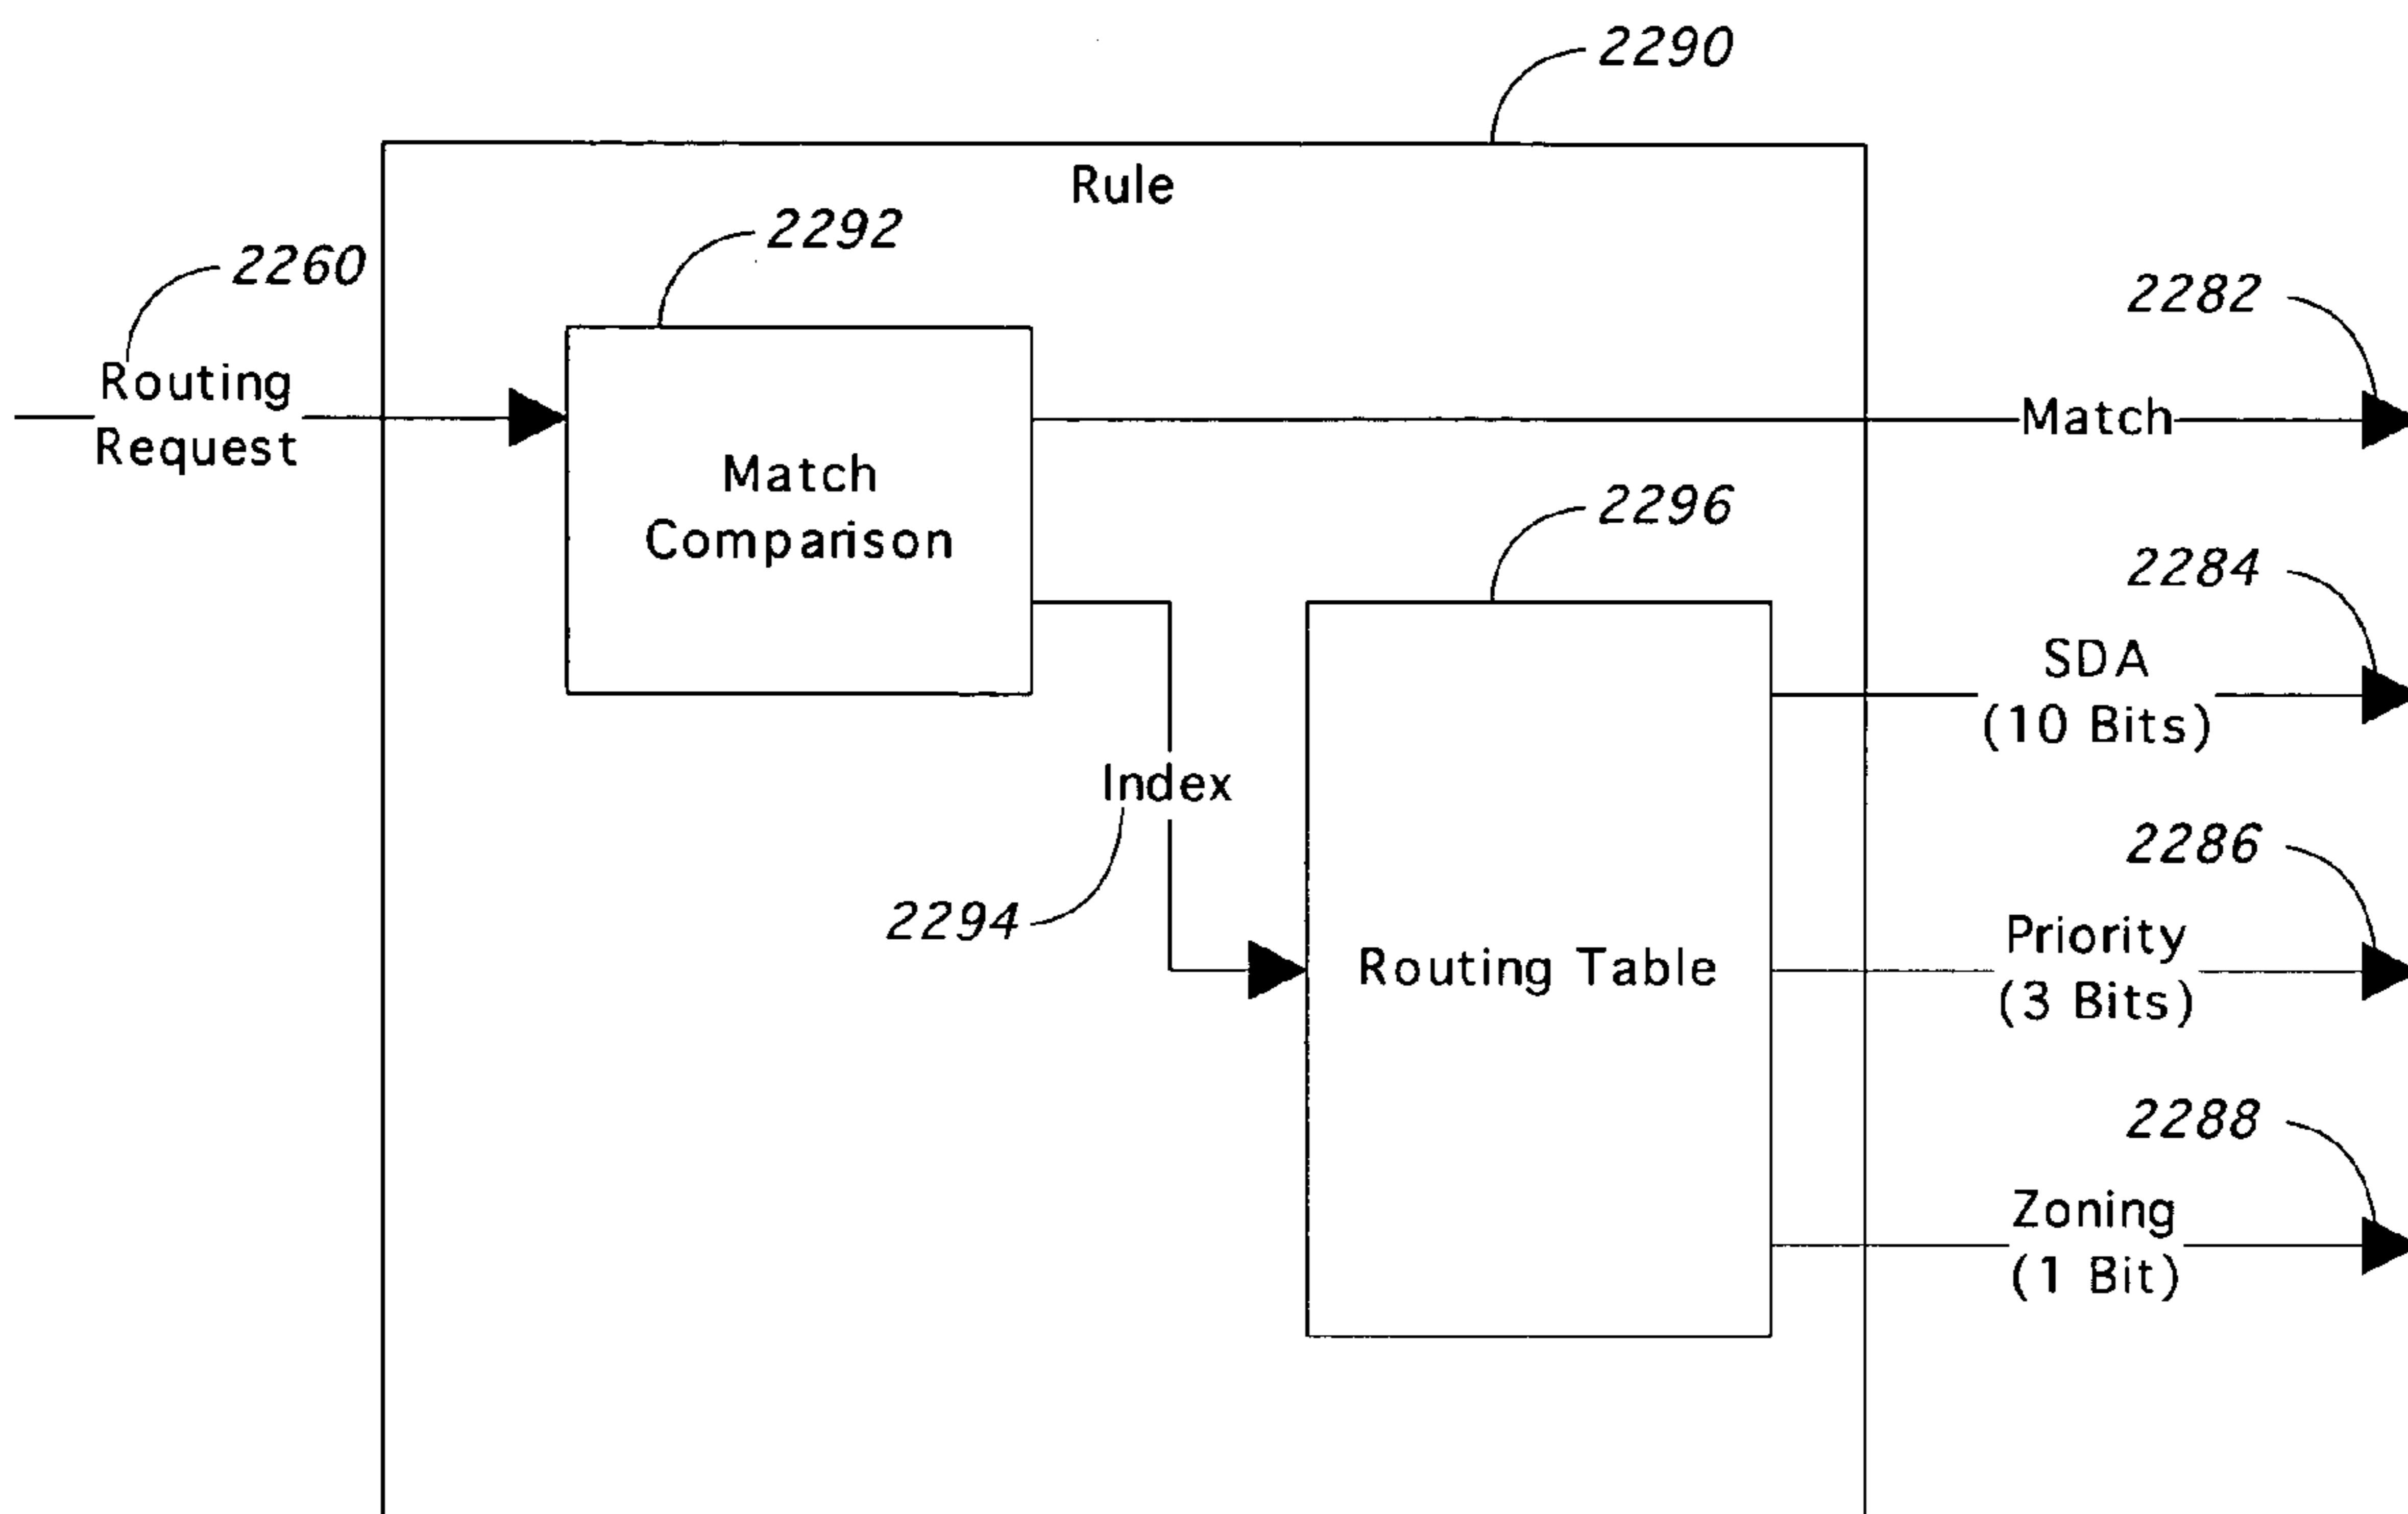 2290
Rule
2292
2260
Routing
Request
2282
Match
Match
Comparison
2296
2284
SDA
(10 Bits)
Index
2294
2286
Routing Table
Priority
(3 Bits)
2288
Zoning
(1 Bit)